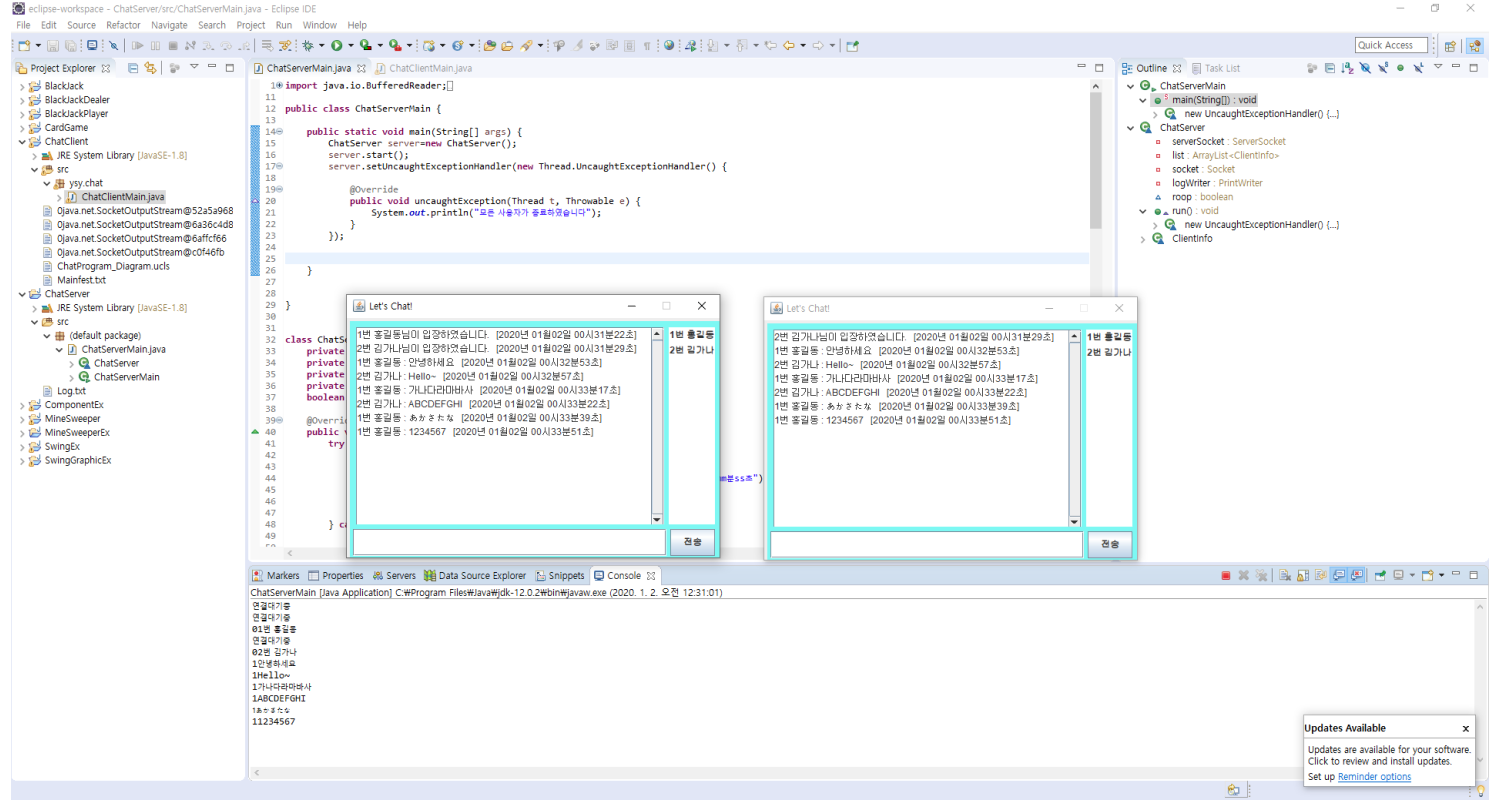 eclipse-workspace - ChatServer/src/ChatServerMain.java - Eclipse IDE
File Edit Source Refactor Navigate Search Project Run Window Help
Quick Access
Project Explorer
BlackJack
BlackJackDealer
BlackJackPlayer
CardGame
ChatClient
JRE System Library [JavaSE-1.8]
src
ysy.chat
ChatClientMain.java
0java.net.SocketOutputStream@52a5a968
0java.net.SocketOutputStream@6a36c4d8
0java.net.SocketOutputStream@6affcf66
0java.net.SocketOutputStream@c0f46fb
ChatProgram_Diagram.ucls
Mainfest.txt
ChatServer
JRE System Library [JavaSE-1.8]
src
(default package)
ChatServerMain.java
ChatServer
ChatServerMain
Log.txt
ComponentEx
MineSweeper
MineSweeperEx
SwingEx
SwingGraphicEx
ChatServerMain.java ChatClientMain.java
1 import java.io.BufferedReader;
11
12 public class ChatServerMain {
13
14 public static void main(String[] args) {
15 ChatServer server=new ChatServer();
16 server.start();
17 server.setUncaughtExceptionHandler(new Thread.UncaughtExceptionHandler() {
18
19 @Override
20 public void uncaughtException(Thread t, Throwable e) {
21 System.out.println("모든 사용자가 종료하였습니다");
22 }
23 });
24
25
26 }
27
28
29 }
30
31
32 class ChatS
33 private
34 private
35 private
36 private
37 boolean
38
39 @Overri
40 public v
41 try
42
43
44 m분ss초")
45
46
47
48 } ca
49
Let's Chat!
1번 홍길동님이 입장하였습니다. [2020년 01월02일 00시31분22초]
2번 김가나님이 입장하였습니다. [2020년 01월02일 00시31분29초]
1번 홍길동 : 안녕하세요 [2020년 01월02일 00시32분53초]
2번 김가나 : Hello~ [2020년 01월02일 00시32분57초]
1번 홍길동 : 가나다라마바사 [2020년 01월02일 00시33분17초]
2번 김가나 : ABCDEFGHI [2020년 01월02일 00시33분22초]
1번 홍길동 : あかさたな [2020년 01월02일 00시33분39초]
1번 홍길동 : 1234567 [2020년 01월02일 00시33분51초]
1번 홍길동
2번 김가나
전송
Let's Chat!
2번 김가나님이 입장하였습니다. [2020년 01월02일 00시31분29초]
1번 홍길동 : 안녕하세요 [2020년 01월02일 00시32분53초]
2번 김가나 : Hello~ [2020년 01월02일 00시32분57초]
1번 홍길동 : 가나다라마바사 [2020년 01월02일 00시33분17초]
2번 김가나 : ABCDEFGHI [2020년 01월02일 00시33분22초]
1번 홍길동 : あかさたな [2020년 01월02일 00시33분39초]
1번 홍길동 : 1234567 [2020년 01월02일 00시33분51초]
1번 홍길동
2번 김가나
전송
Outline Task List
ChatServerMain
main(String[]) : void
new UncaughtExceptionHandler() {...}
ChatServer
serverSocket : ServerSocket
list : ArrayList<ClientInfo>
socket : Socket
logWriter : PrintWriter
roop : boolean
run() : void
new UncaughtExceptionHandler() {...}
ClientInfo
Markers Properties Servers Data Source Explorer Snippets Console
ChatServerMain [Java Application] C:₩Program Files₩Java₩jdk-12.0.2₩bin₩javaw.exe (2020. 1. 2. 오전 12:31:01)
연결대기중
연결대기중
01번 홍길동
연결대기중
02번 김가나
1안녕하세요
1Hello~
1가나다라마바사
1ABCDEFGHI
1あかさたな
11234567
Updates Available x
Updates are available for your software.
Click to review and install updates.
Set up Reminder options